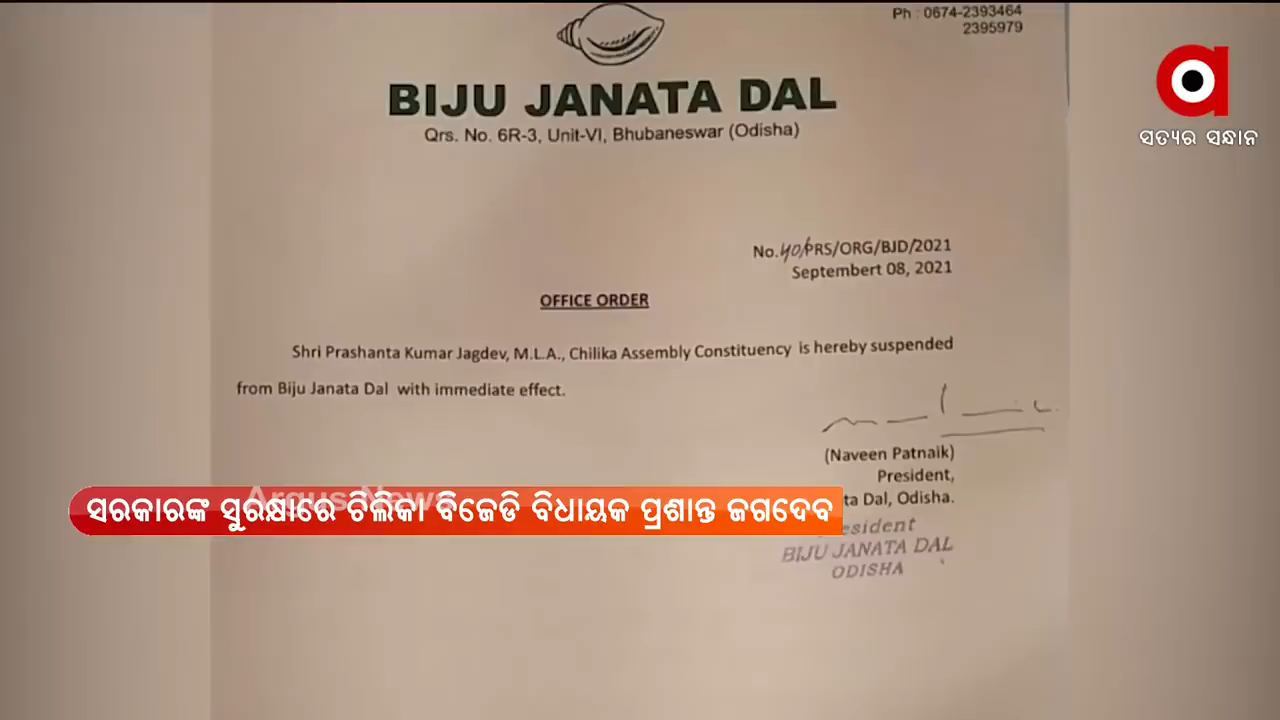 Ph : 0674-2393464
2395979
BIJU JANATA DAL
Qrs. No. 6R-3, Unit-VI, Bhubaneswar (Odisha)
ସତ୍ୟର ସନ୍ଧାନ
No.40/PRS/ORG/BJD/2021
Septembert 08, 2021
OFFICE ORDER
Shri Prashanta Kumar Jagdev, M.L.A., Chilika Assembly Constituency is hereby suspended
from Biju Janata Dal with immediate effect.
(Naveen Patnaik)
President,
ta Dal, Odisha.
Argus News
ସରକାରଙ୍କ ସୁରକ୍ଷାରେ ଚିଲିକା ବିଜେଡି ବିଧାୟକ ପ୍ରଶାନ୍ତ ଜଗଦେବ
esident
BIJU JANATA DAL
ODISHA